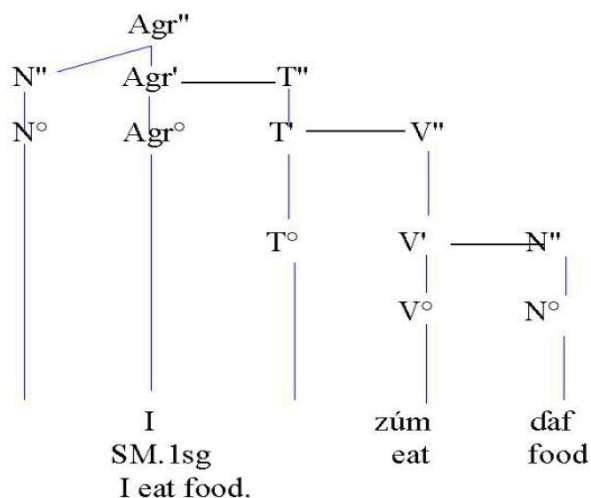 Agr"
N" Agr' T"
N° Agr° T' V"
T° V' N"
V° N°
I zúm ɗaf
SM.1sg eat food
I eat food.